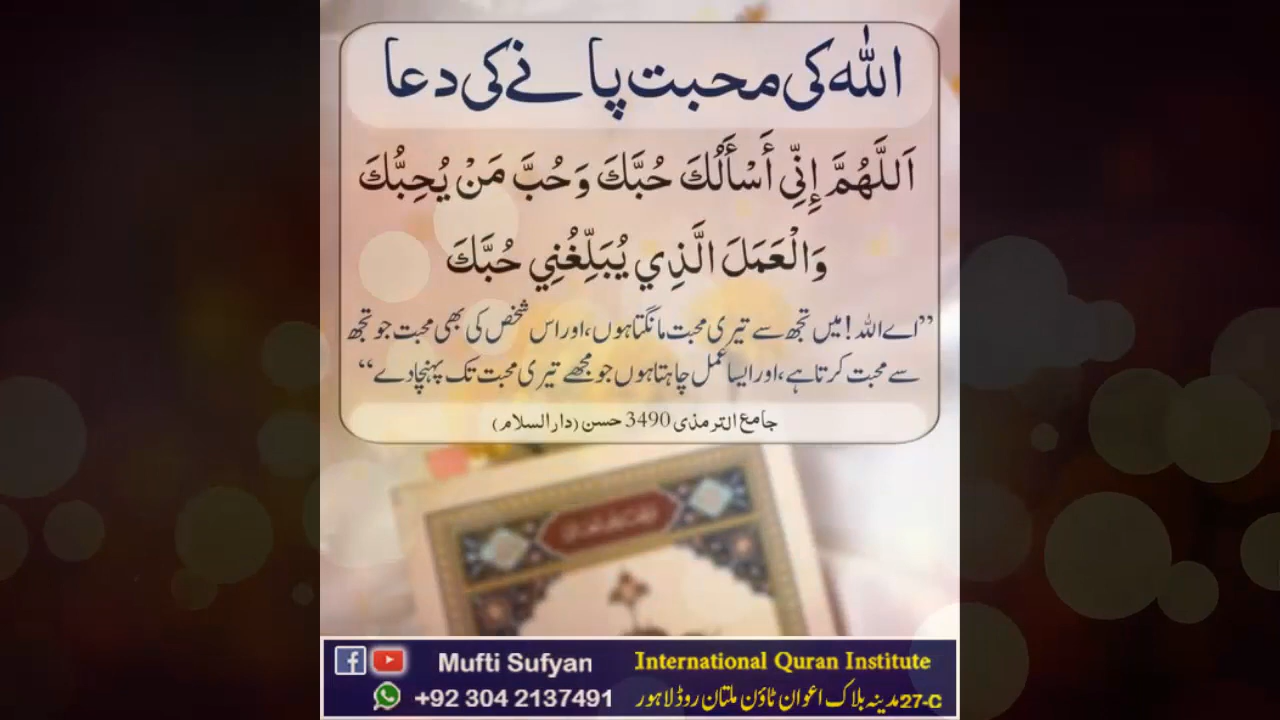 اللہ کی محبت پانے کی دعا
اَللَّهُمَّ إِنِّي أَسْأَلُكَ حُبَّكَ وَحُبَّ مَنْ يُحِبُّكَ
وَالْعَمَلَ الَّذِي يُبَلِّغُنِي حُبَّكَ
”اے اللہ! میں تجھ سے تیری محبت مانگتا ہوں، اور اس شخص کی بھی محبت جو تجھ
سے محبت کرتا ہے، اور ایسا عمل چاہتا ہوں جو مجھے تیری محبت تک پہنچا دے“
جامع الترمذی 3490 حسن (دارالسلام)
Mufti Sufyan
International Quran Institute
+92 304 2137491
27-C مدینہ بلاک اعوان ٹاؤن ملتان روڈ لاہور